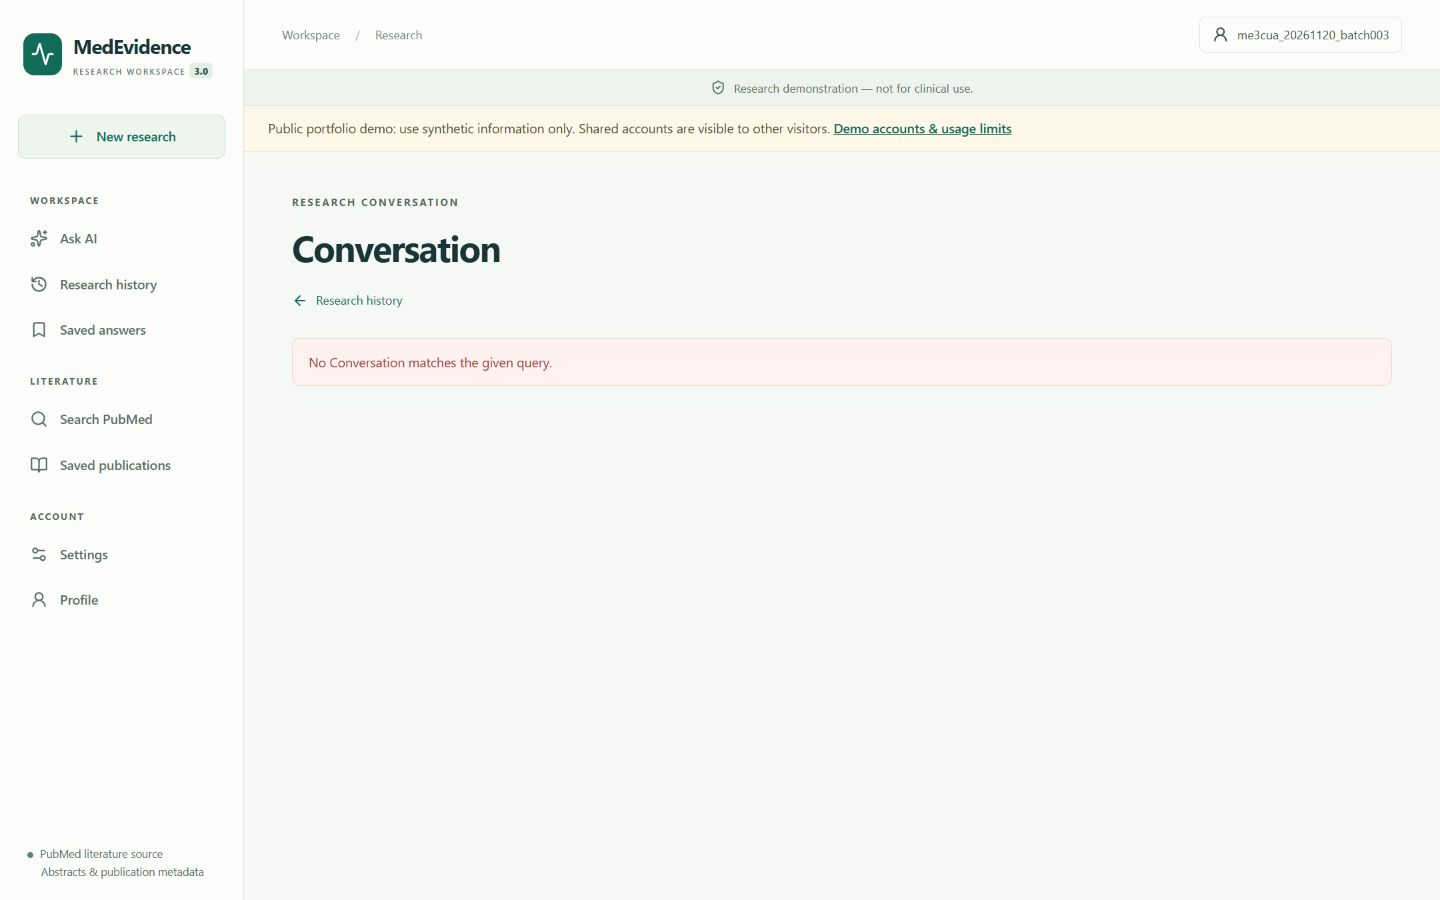 MedEvidence
RESEARCH WORKSPACE 3.0
New research
WORKSPACE
Ask AI
Research history
Saved answers
LITERATURE
Search PubMed
Saved publications
ACCOUNT
Settings
Profile
PubMed literature source
Abstracts & publication metadata
Workspace / Research
me3cua_20261120_batch003
Research demonstration — not for clinical use.
Public portfolio demo: use synthetic information only. Shared accounts are visible to other visitors. Demo accounts & usage limits
RESEARCH CONVERSATION
Conversation
Research history
No Conversation matches the given query.